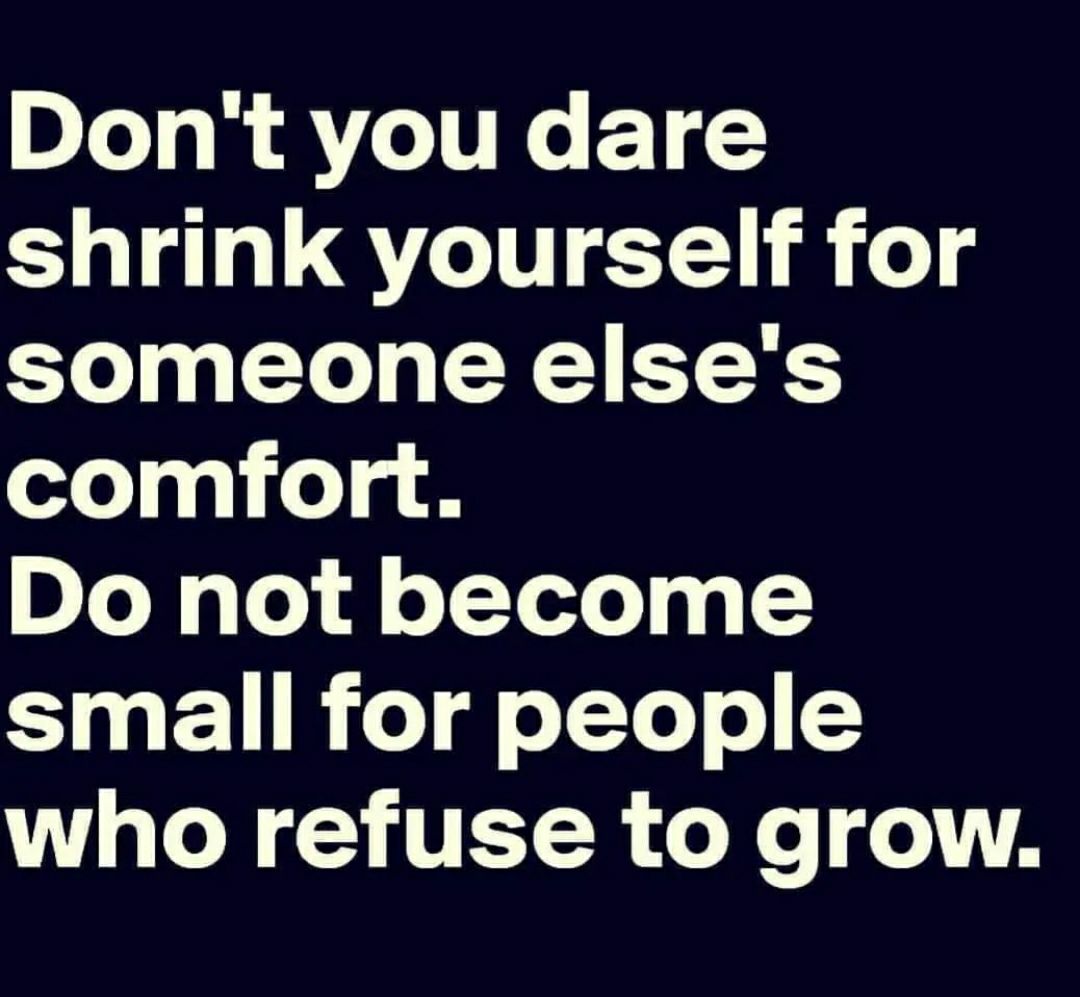 Don't you dare
shrink yourself for
someone else's
comfort.
Do not become
small for people
who refuse to grow.